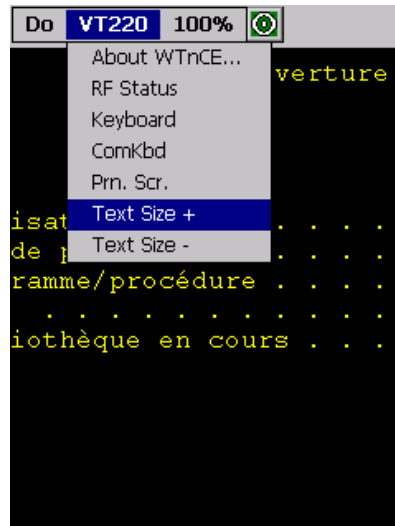 Do VT220 100%
About WTnCE...
verture
RF Status
Keyboard
ComKbd
Prn. Scr.
Text Size +
isat . . . .
Text Size -
de p . . . .
ramme/procédure . . . .
. . . . . . . . . . .
iothèque en cours . . .